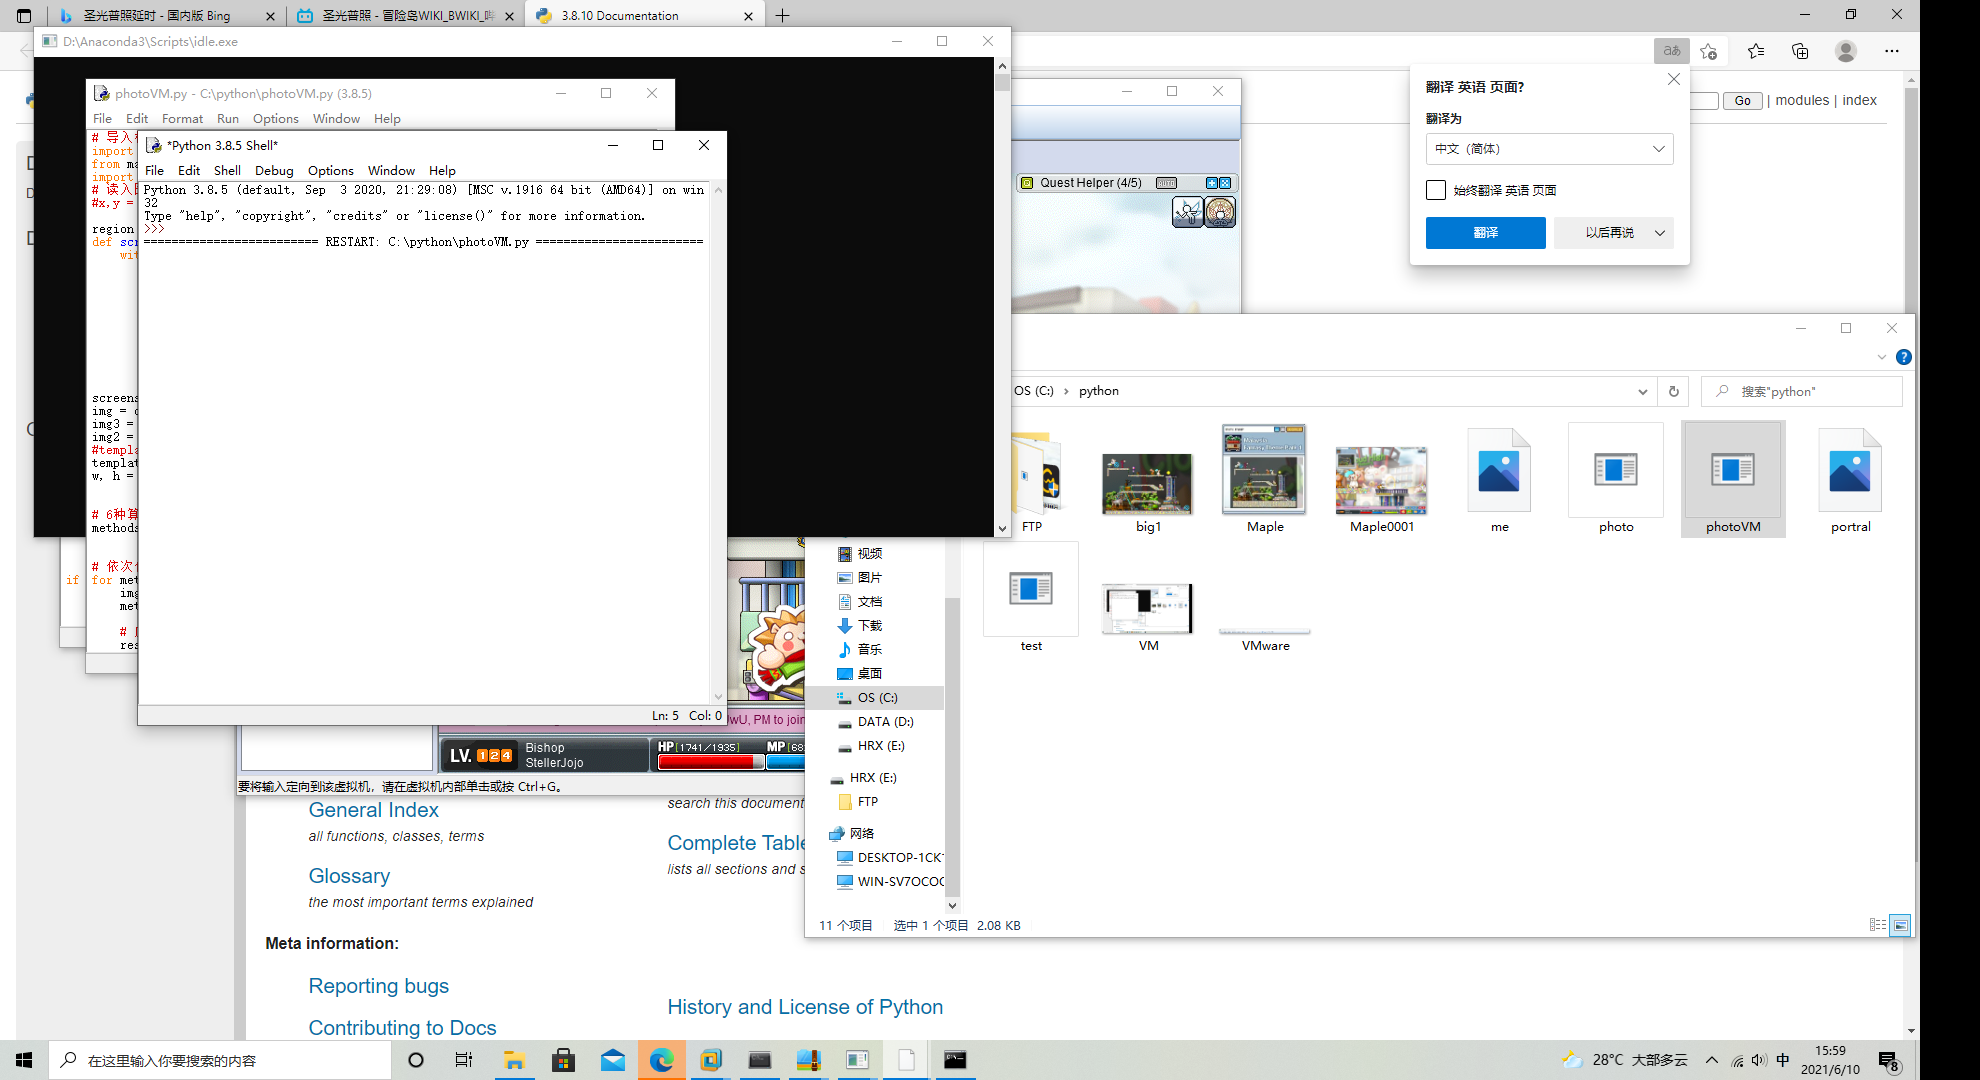 圣光普照延时 - 国内版 Bing
圣光普照 - 冒险岛WIKI_BWIKI_哔
3.8.10 Documentation
D:\Anaconda3\Scripts\idle.exe
photoVM.py - C:\python\photoVM.py (3.8.5)
File Edit Format Run Options Window Help
# 导入
import
from ma
import
# 读入
#x,y =
region
def scr
wit
screens
img = c
img3 =
img2 =
#templa
templat
w, h =
# 6种算
methods
# 依次
if
for met
img
met
#
res
*Python 3.8.5 Shell*
File Edit Shell Debug Options Window Help
Python 3.8.5 (default, Sep 3 2020, 21:29:08) [MSC v.1916 64 bit (AMD64)] on win
32
Type "help", "copyright", "credits" or "license()" for more information.
>>>
========================= RESTART: C:\python\photoVM.py ========================
Ln: 5 Col: 0
Quest Helper (4/5)
aあ
翻译 英语 页面?
翻译为
中文 (简体)
始终翻译 英语 页面
翻译
以后再说
Go | modules | index
OS (C:) › python
搜索"python"
FTP
big1
Maple
Maple0001
me
photo
photoVM
portral
test
VM
VMware
视频
图片
文档
下载
音乐
桌面
OS (C:)
DATA (D:)
HRX (E:)
HRX (E:)
FTP
网络
DESKTOP-1CK
WIN-SV7OCOC
11 个项目 选中 1 个项目 2.08 KB
wU, PM to join
LV. 124
Bishop
StellerJojo
HP[1741/1935]
MP[68
要将输入定向到该虚拟机，请在虚拟机内部单击或按 Ctrl+G。
General Index
all functions, classes, terms
Glossary
the most important terms explained
search this document
Complete Table
lists all sections and s
Meta information:
Reporting bugs
Contributing to Docs
History and License of Python
在这里输入你要搜索的内容
28°C 大部多云
中
15:59
2021/6/10
8